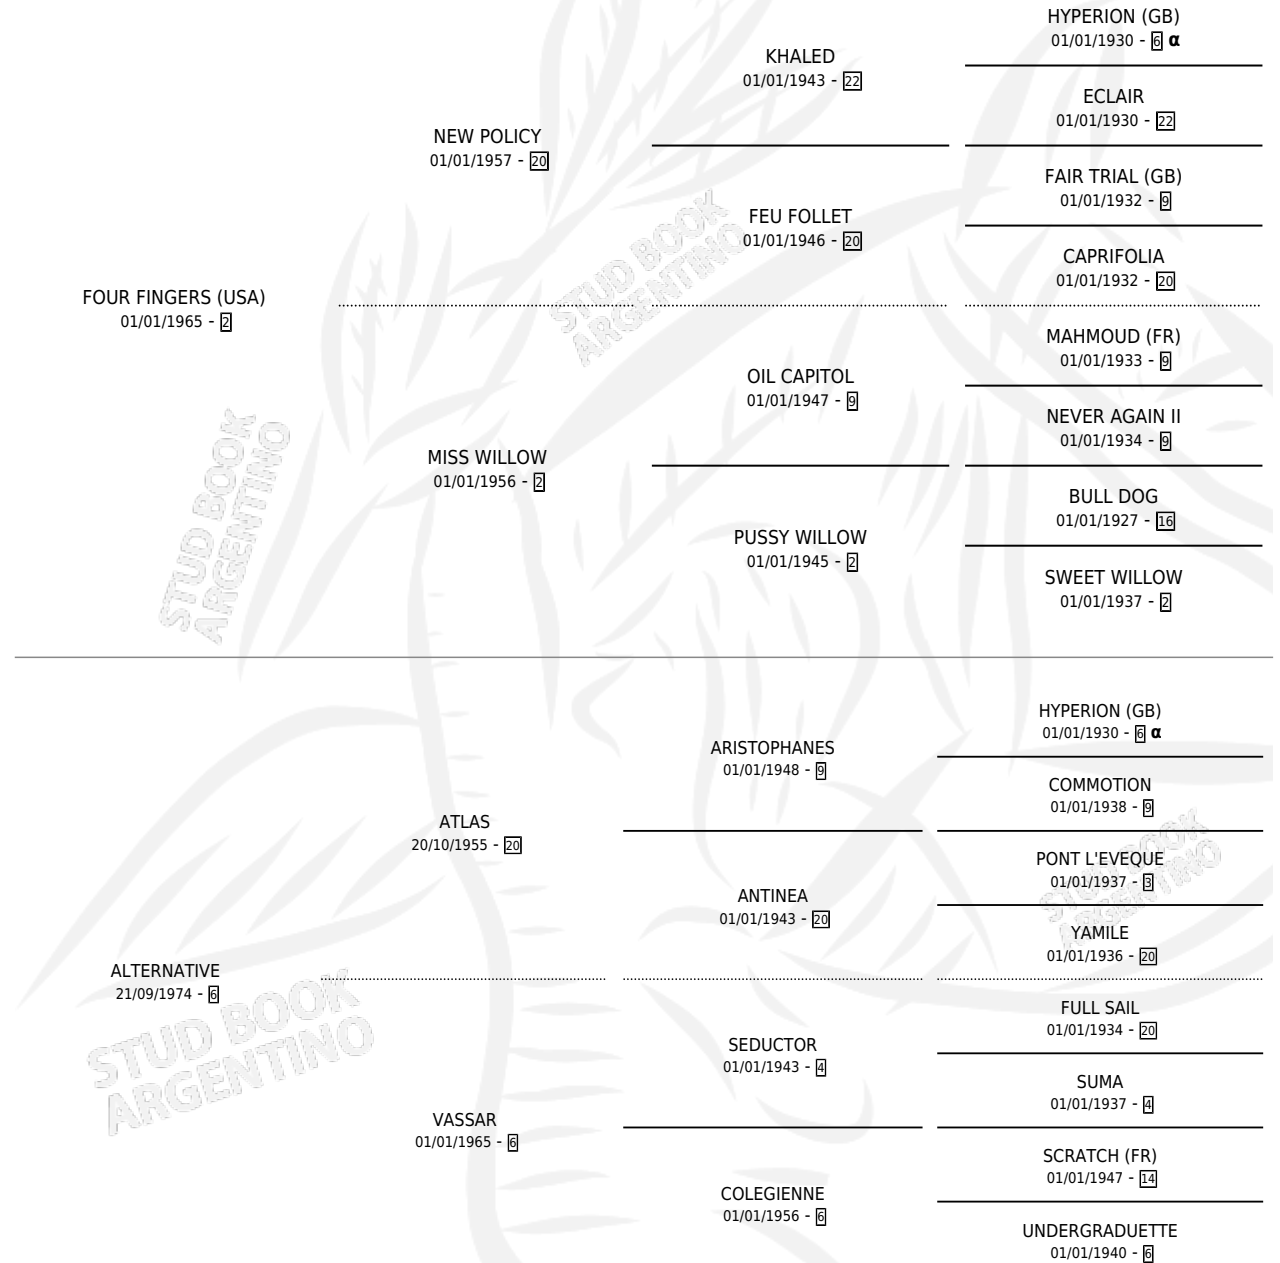 HYPERION (GB)
01/01/1930 - 6 α
KHALED
01/01/1943 - 22
ECLAIR
01/01/1930 - 22
NEW POLICY
01/01/1957 - 20
FAIR TRIAL (GB)
01/01/1932 - 9
FEU FOLLET
01/01/1946 - 20
CAPRIFOLIA
01/01/1932 - 20
FOUR FINGERS (USA)
01/01/1965 - 2
MAHMOUD (FR)
01/01/1933 - 9
OIL CAPITOL
01/01/1947 - 9
NEVER AGAIN II
01/01/1934 - 9
MISS WILLOW
01/01/1956 - 2
BULL DOG
01/01/1927 - 16
PUSSY WILLOW
01/01/1945 - 2
SWEET WILLOW
01/01/1937 - 2
STUD BOOK
ARGENTINO
STUD BOOK
ARGENTINO
HYPERION (GB)
01/01/1930 - 6 α
ARISTOPHANES
01/01/1948 - 9
COMMOTION
01/01/1938 - 9
ATLAS
20/10/1955 - 20
PONT L'EVEQUE
01/01/1937 - 3
ANTINEA
01/01/1943 - 20
YAMILE
01/01/1936 - 20
ALTERNATIVE
21/09/1974 - 6
FULL SAIL
01/01/1934 - 20
SEDUCTOR
01/01/1943 - 4
SUMA
01/01/1937 - 4
VASSAR
01/01/1965 - 6
SCRATCH (FR)
01/01/1947 - 14
COLEGIENNE
01/01/1956 - 6
UNDERGRADUETTE
01/01/1940 - 6
STUD BOOK
ARGENTINO
STUD BOOK
ARGENTINO